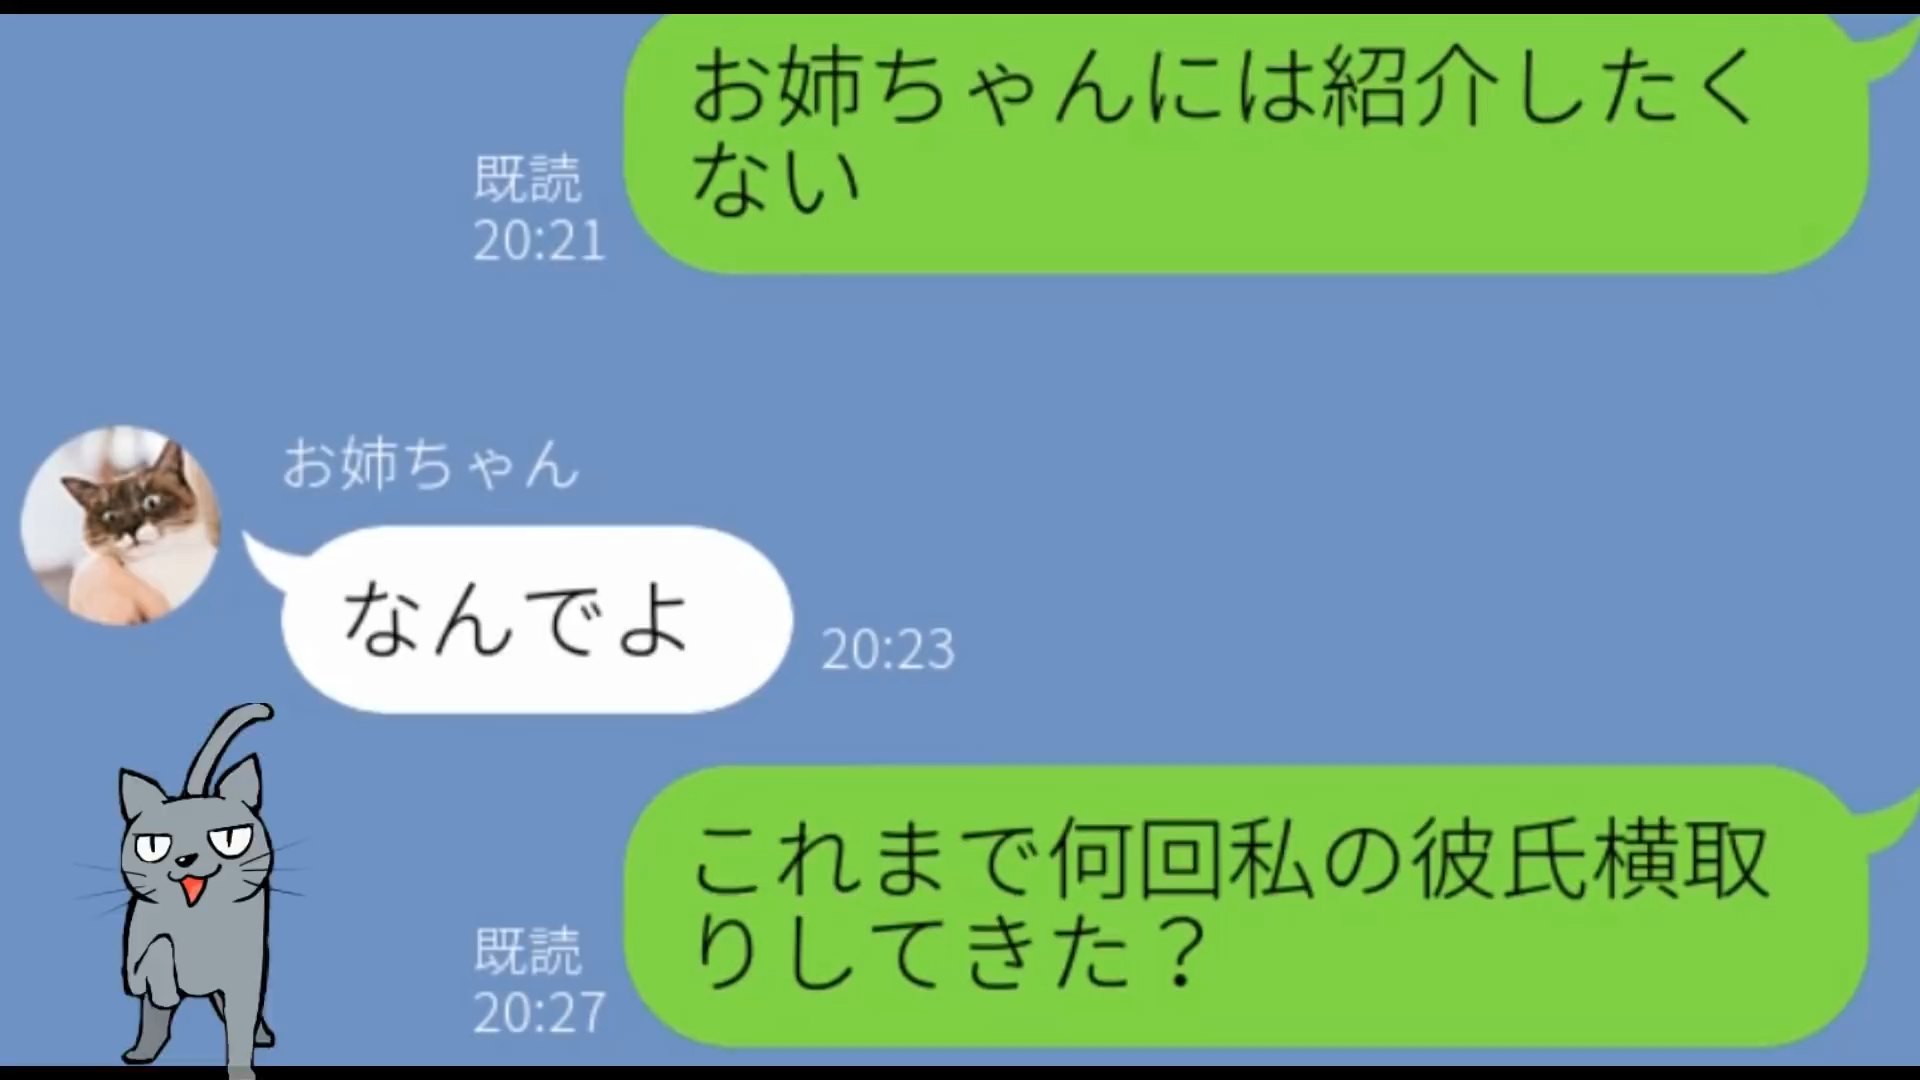 お姉ちゃんには紹介したく
ない
既読
20:21
お姉ちゃん
なんでよ
20:23
これまで何回私の彼氏横取
りしてきた？
既読
20:27